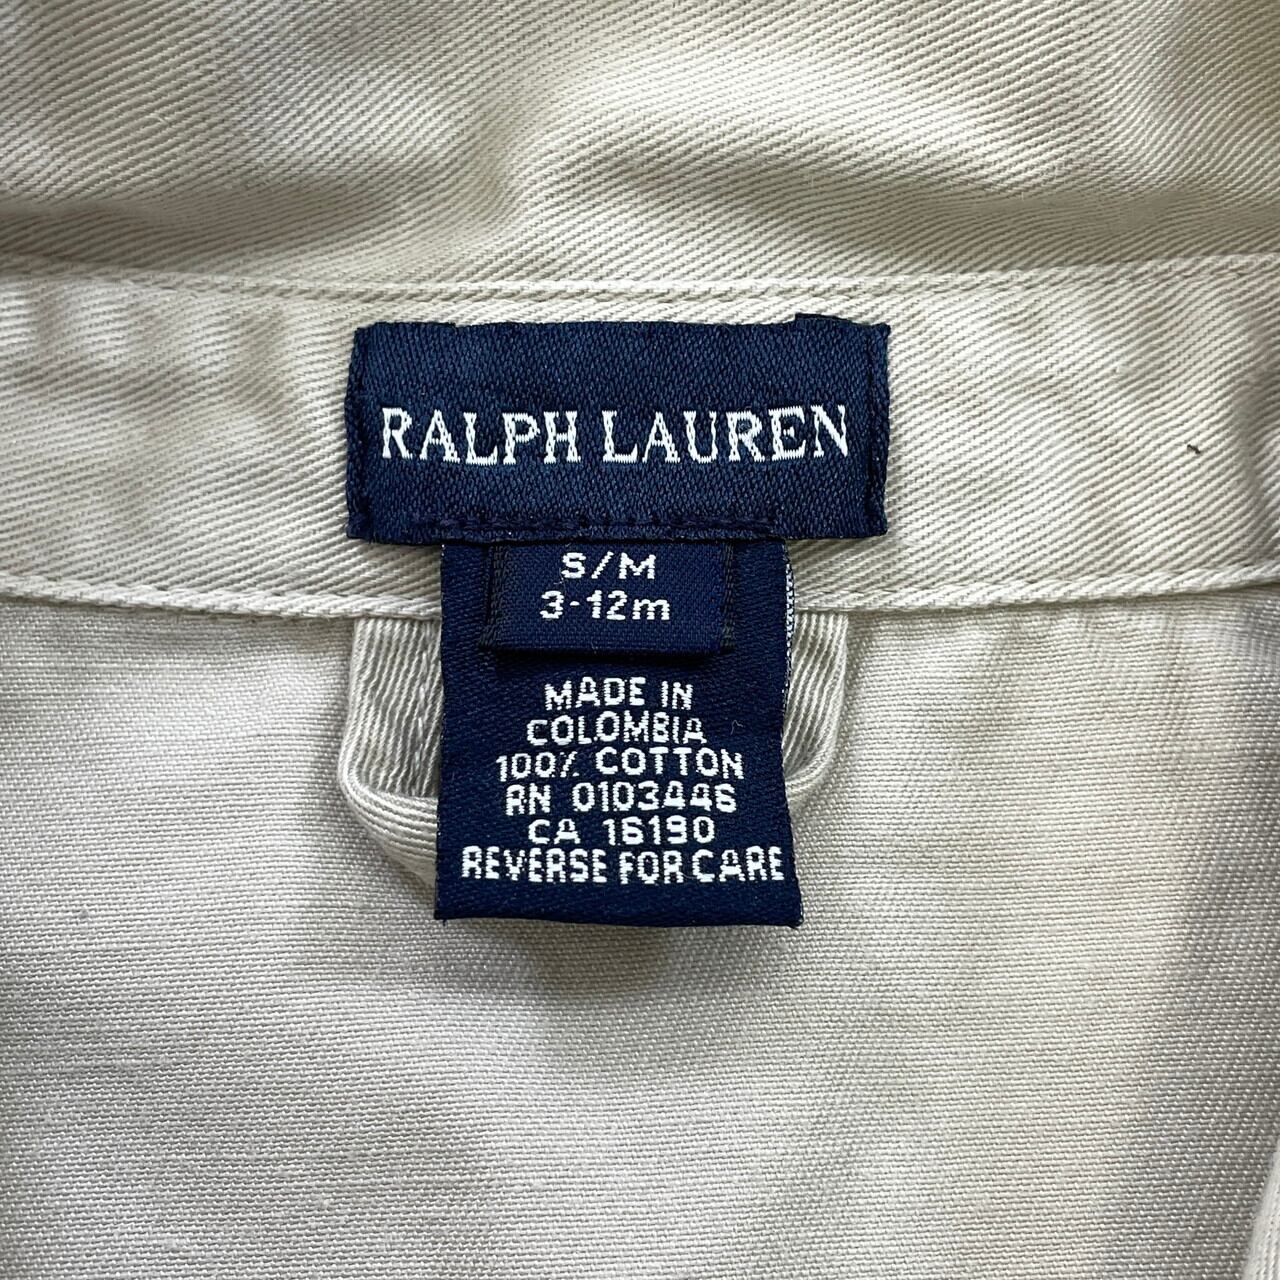 RALPH LAUREN
S/M
3-12m
MADE IN
COLOMBIA
100% COTTON
RN 0103446
CA 16190
REVERSE FOR CARE